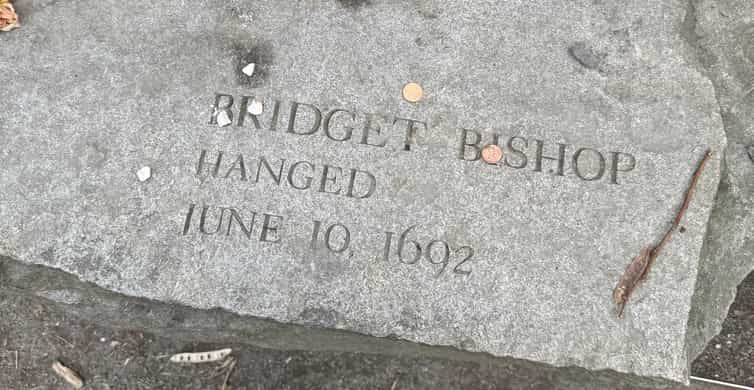 BRIDGET BISHOP
HANGED
JUNE 10, 1692